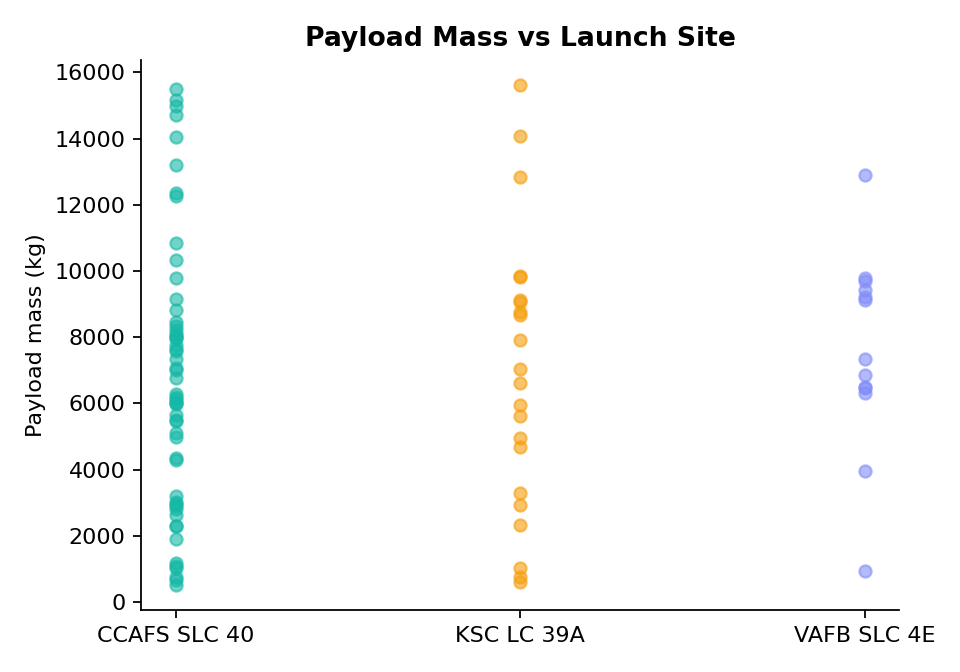 Payload Mass vs Launch Site
Payload mass (kg)
16000
14000
12000
10000
8000
6000
4000
2000
0
CCAFS SLC 40
KSC LC 39A
VAFB SLC 4E